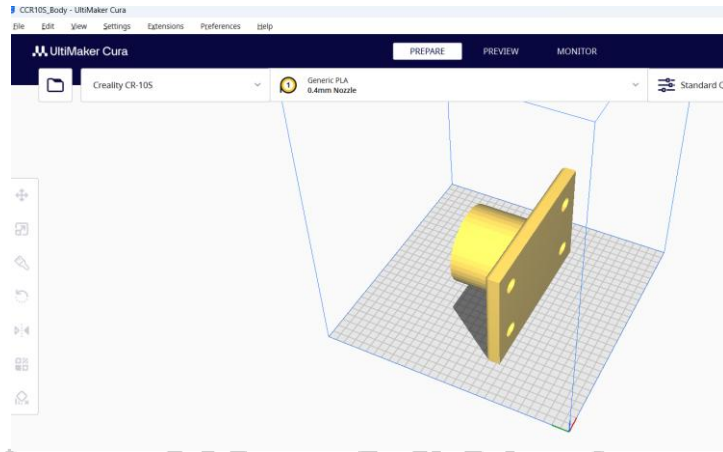 CCR10S_Body - UltiMaker Cura
File Edit View Settings Extensions Preferences Help
UltiMaker Cura PREPARE PREVIEW MONITOR
Creality CR-10S 1 Generic PLA
0.4mm Nozzle
Standard